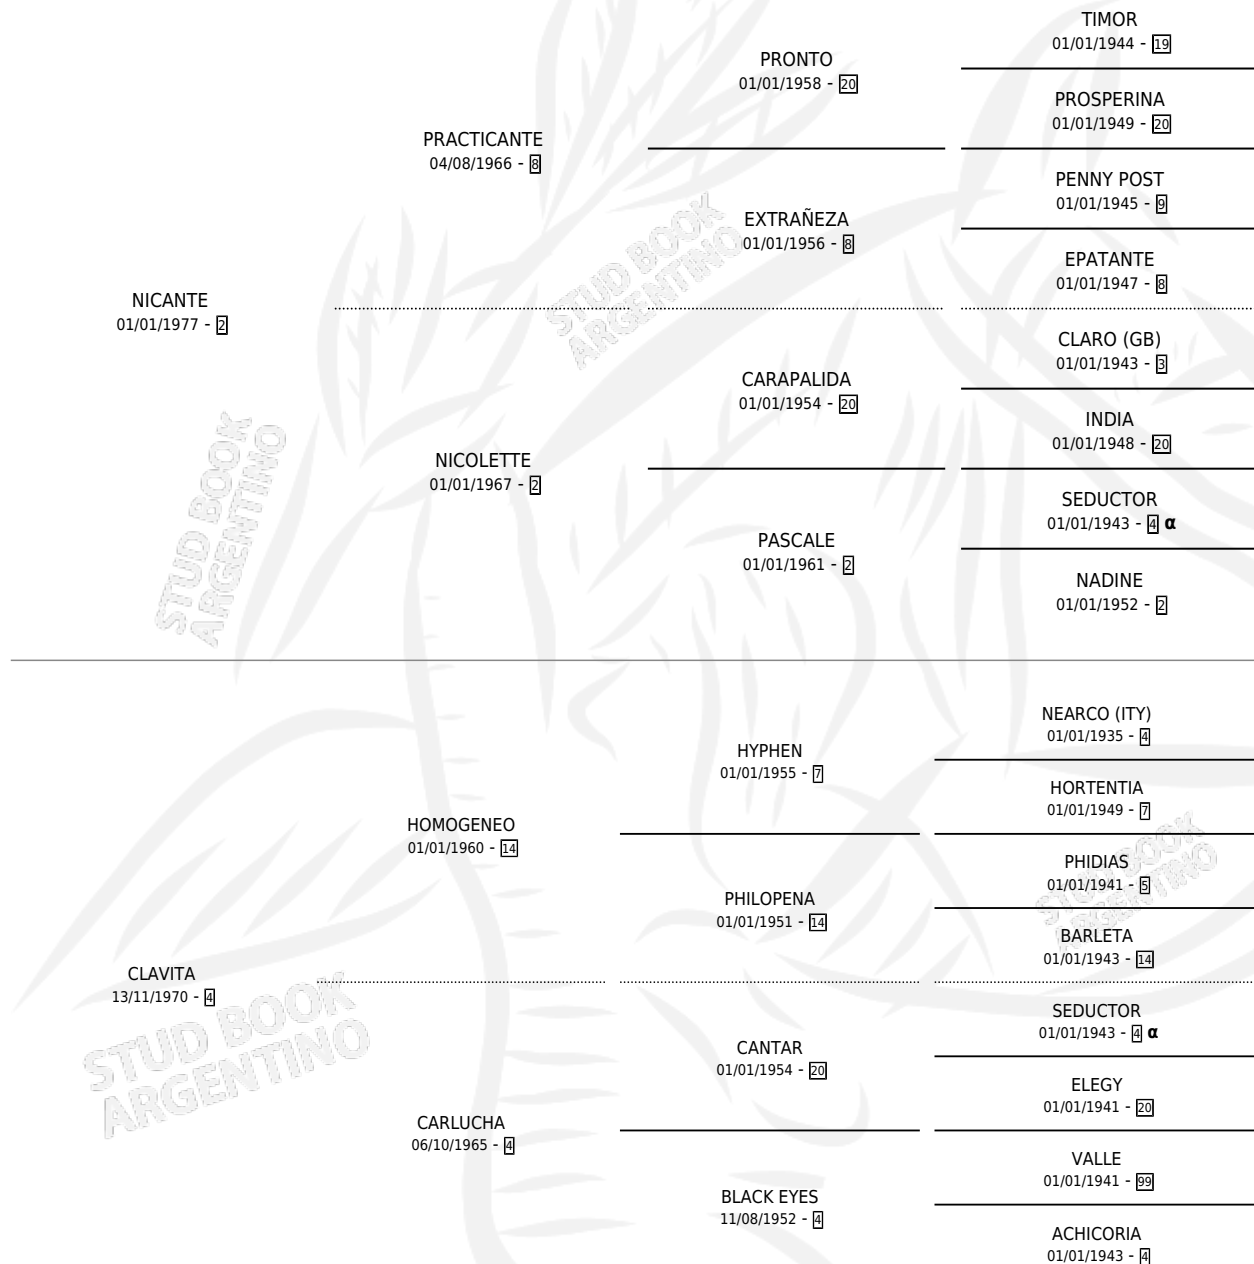 TIMOR
01/01/1944 - 19
PRONTO
01/01/1958 - 20
PROSPERINA
01/01/1949 - 20
PRACTICANTE
04/08/1966 - 8
PENNY POST
01/01/1945 - 9
EXTRAÑEZA
01/01/1956 - 8
EPATANTE
01/01/1947 - 8
NICANTE
01/01/1977 - 2
CLARO (GB)
01/01/1943 - 3
CARAPALIDA
01/01/1954 - 20
INDIA
01/01/1948 - 20
NICOLETTE
01/01/1967 - 2
SEDUCTOR
01/01/1943 - 4 α
PASCALE
01/01/1961 - 2
NADINE
01/01/1952 - 2
NEARCO (ITY)
01/01/1935 - 4
HYPHEN
01/01/1955 - 7
HORTENTIA
01/01/1949 - 7
HOMOGENEO
01/01/1960 - 14
PHIDIAS
01/01/1941 - 5
PHILOPENA
01/01/1951 - 14
BARLETA
01/01/1943 - 14
CLAVITA
13/11/1970 - 4
SEDUCTOR
01/01/1943 - 4 α
CANTAR
01/01/1954 - 20
ELEGY
01/01/1941 - 20
CARLUCHA
06/10/1965 - 4
VALLE
01/01/1941 - 99
BLACK EYES
11/08/1952 - 4
ACHICORIA
01/01/1943 - 4
STUD BOOK
ARGENTINO
STUD BOOK
ARGENTINO
STUD BOOK
ARGENTINO
STUD BOOK
ARGENTINO